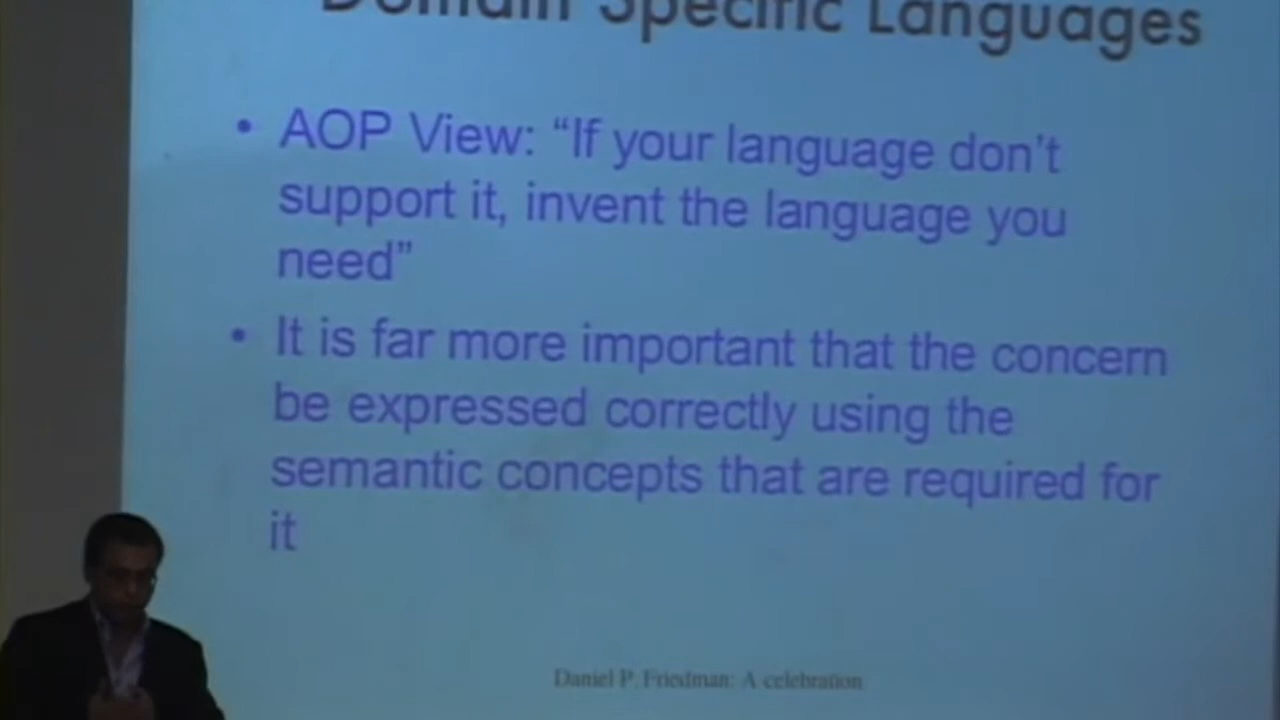 Domain Specific Languages
• AOP View: “If your language don’t
support it, invent the language you
need”
• It is far more important that the concern
be expressed correctly using the
semantic concepts that are required for
it
Daniel P. Friedman: A celebration